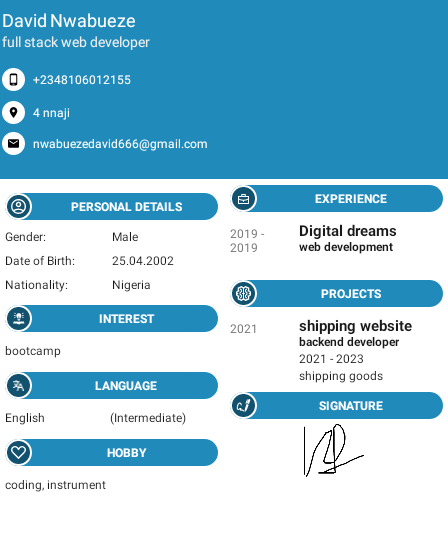 David Nwabueze
full stack web developer
+2348106012155
4 nnaji
nwabuezedavid666@gmail.com
PERSONAL DETAILS
Gender: Male
Date of Birth: 25.04.2002
Nationality: Nigeria
INTEREST
bootcamp
LANGUAGE
English (Intermediate)
HOBBY
coding, instrument
EXPERIENCE
2019 - Digital dreams
2019 web development
PROJECTS
2021 shipping website
backend developer
2021 - 2023
shipping goods
SIGNATURE